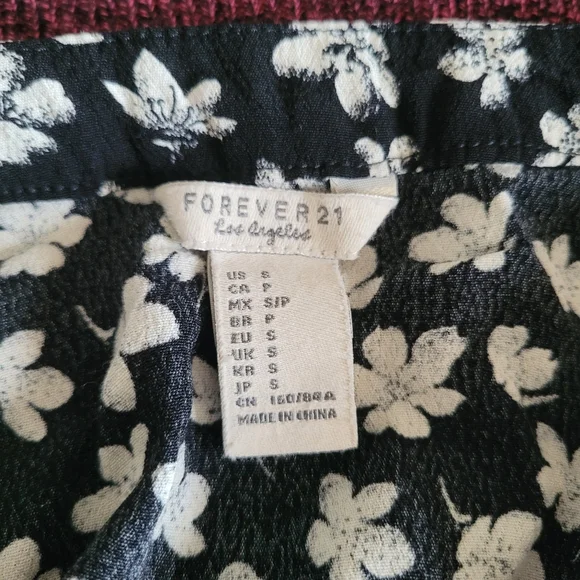 FOREVER 21
Los Angeles
US S
CA P
MX S/P
BR P
EU S
UK S
KR S
JP S
CN 160/84A
MADE IN CHINA